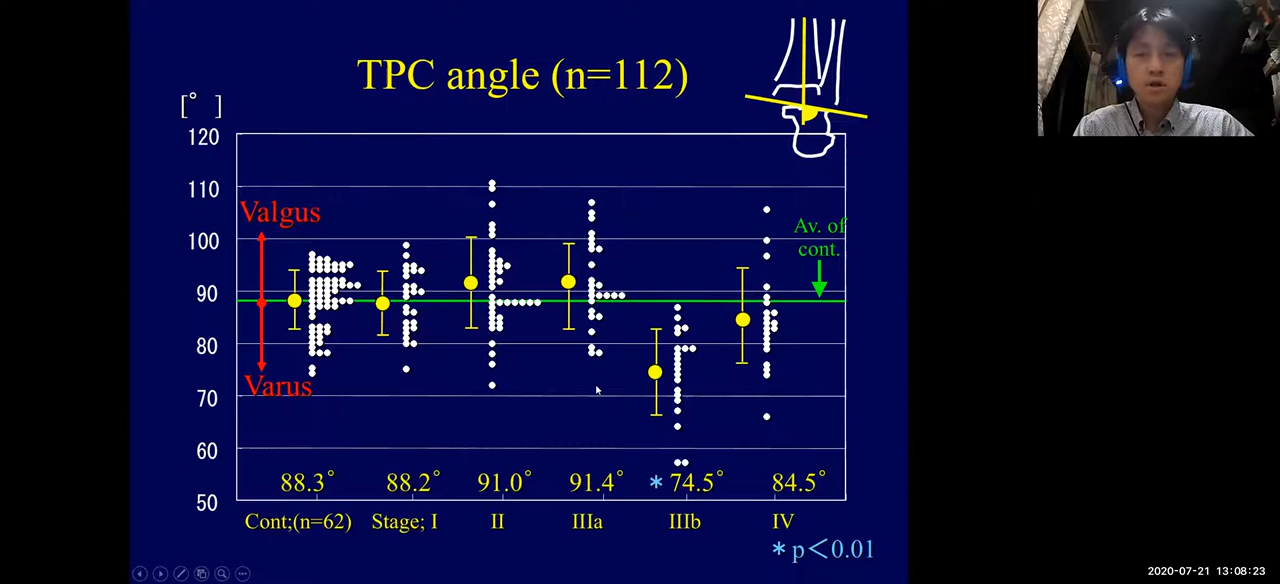 TPC angle (n=112)
[° ]
120
110
100
90
80
70
60
50
Valgus
Varus
Av. of
cont.
88.3° 88.2° 91.0° 91.4° *74.5° 84.5°
Cont;(n=62) Stage; I II IIIa IIIb IV
*p<0.01
2020-07-21 13:08:23